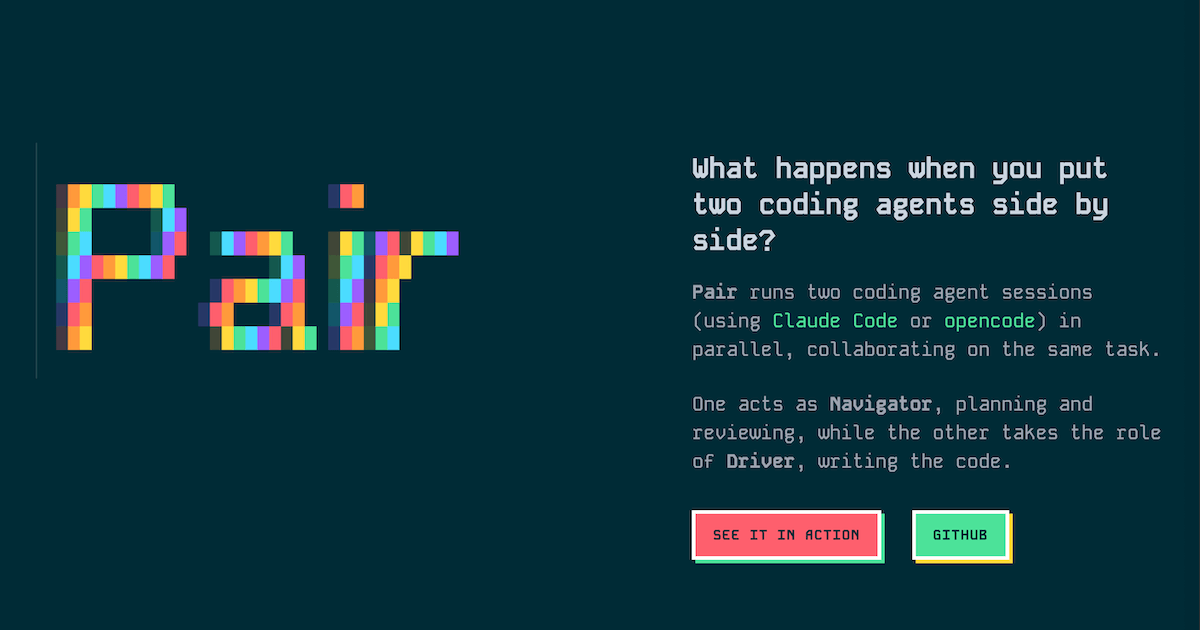 Pair
What happens when you put
two coding agents side by
side?
Pair runs two coding agent sessions
(using Claude Code or opencode) in
parallel, collaborating on the same task.
One acts as Navigator, planning and
reviewing, while the other takes the role
of Driver, writing the code.
SEE IT IN ACTION
GITHUB